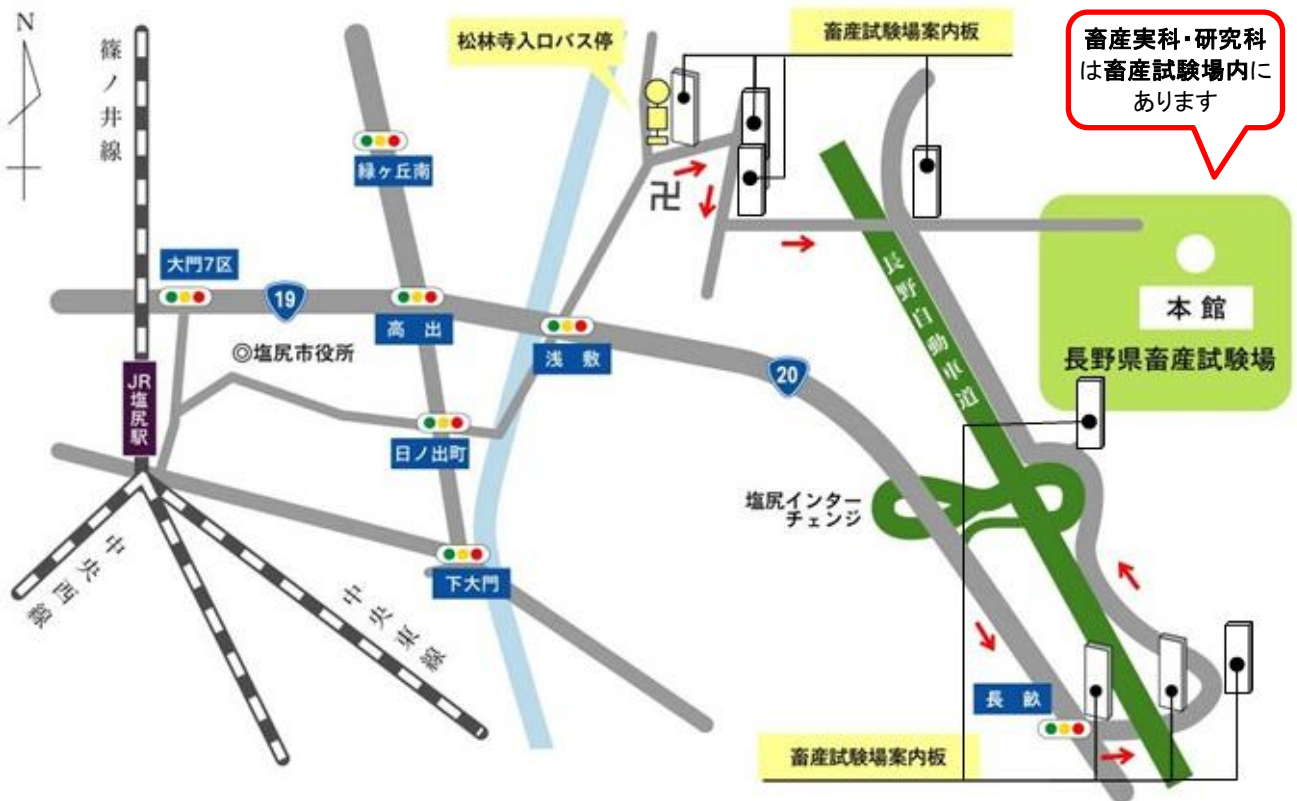 N
篠ノ井線
松林寺入口バス停
畜産試験場案内板
畜産実科・研究科
は畜産試験場内に
あります
緑ヶ丘南
卍
大門7区
19
高出
◎塩尻市役所
浅敷
20
長野自動車道
本館
長野県畜産試験場
JR塩尻駅
日ノ出町
塩尻インター
チェンジ
下大門
中央西線
中央東線
長畝
畜産試験場案内板